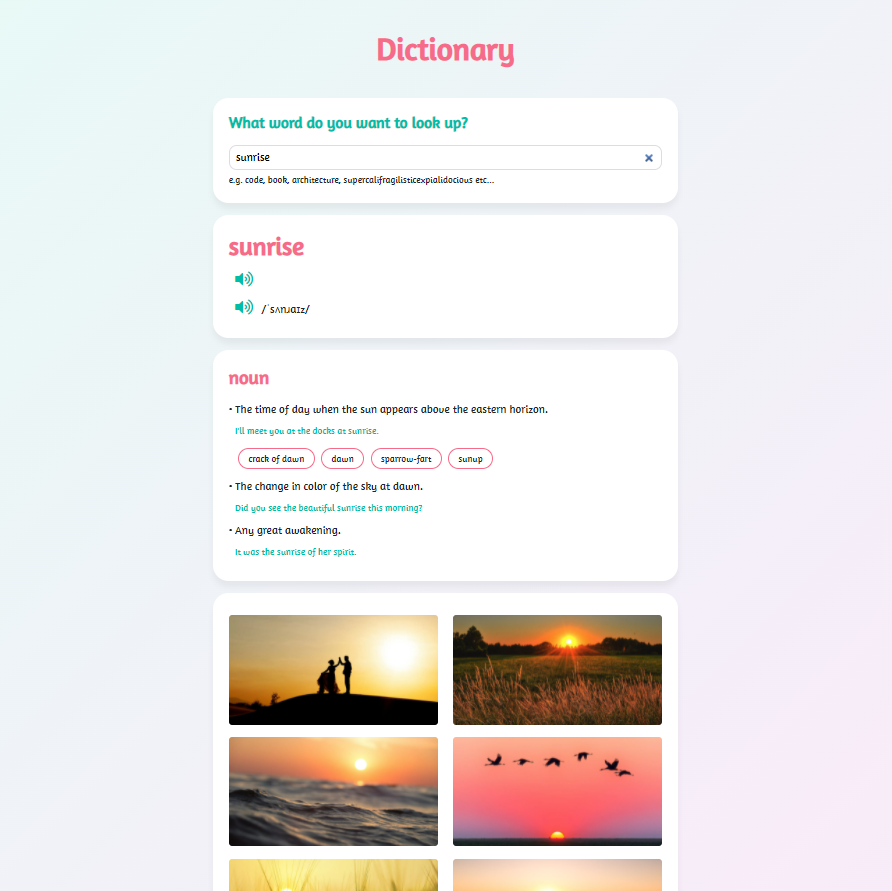 Dictionary
What word do you want to look up?
sunrise
e.g. code, book, architecture, supercalifragilisticexpialidocious etc...
sunrise
/ˈsʌnɹaɪz/
noun
• The time of day when the sun appears above the eastern horizon.
I'll meet you at the docks at sunrise.
crack of dawn dawn sparrow-fart sunup
• The change in color of the sky at dawn.
Did you see the beautiful sunrise this morning?
• Any great awakening.
It was the sunrise of her spirit.